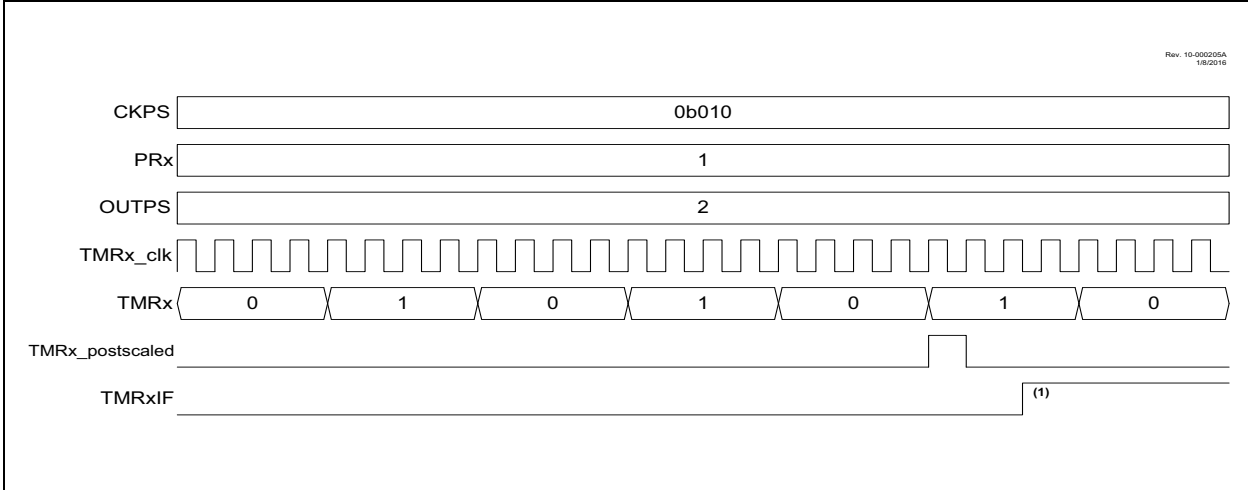 Rev. 10-000205A
1/8/2016
CKPS 0b010
PRx 1
OUTPS 2
TMRx_clk
TMRx 0 1 0 1 0 1 0
TMRx_postscaled
TMRxIF (1)